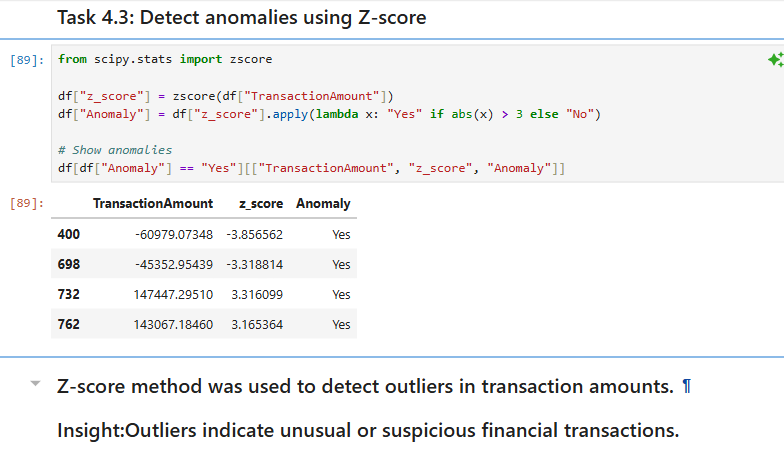 Task 4.3: Detect anomalies using Z-score
[89]: from scipy.stats import zscore
df["z_score"] = zscore(df["TransactionAmount"])
df["Anomaly"] = df["z_score"].apply(lambda x: "Yes" if abs(x) > 3 else "No")
# Show anomalies
df[df["Anomaly"] == "Yes"][["TransactionAmount", "z_score", "Anomaly"]]
[89]: TransactionAmount z_score Anomaly
400 -60979.07348 -3.856562 Yes
698 -45352.95439 -3.318814 Yes
732 147447.29510 3.316099 Yes
762 143067.18460 3.165364 Yes
Z-score method was used to detect outliers in transaction amounts. ¶
Insight:Outliers indicate unusual or suspicious financial transactions.